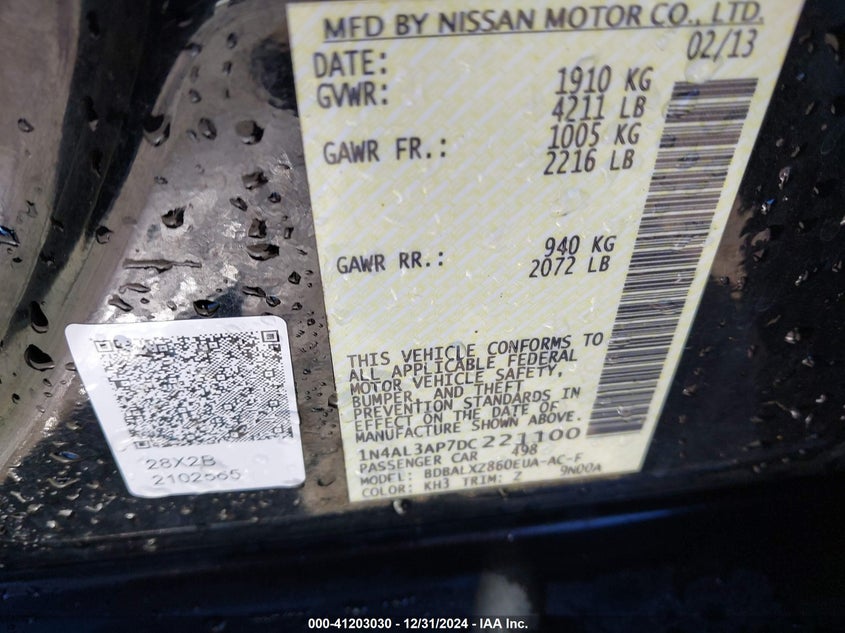 MFD BY NISSAN MOTOR CO., LTD.
DATE: 02/13
GVWR: 1910 KG
4211 LB
GAWR FR.: 1005 KG
2216 LB
GAWR RR.: 940 KG
2072 LB
THIS VEHICLE CONFORMS TO
ALL APPLICABLE FEDERAL
MOTOR VEHICLE SAFETY,
BUMPER, AND THEFT
PREVENTION STANDARDS IN
EFFECT ON THE DATE OF
MANUFACTURE SHOWN ABOVE.
1N4AL3AP7DC221100
PASSENGER CAR 498
MODEL: BDBALXZ860EUA-AC-F
COLOR: KH3 TRIM: Z 9N00A
28X2B
2102565
000-41203030 - 12/31/2024 - IAA Inc.